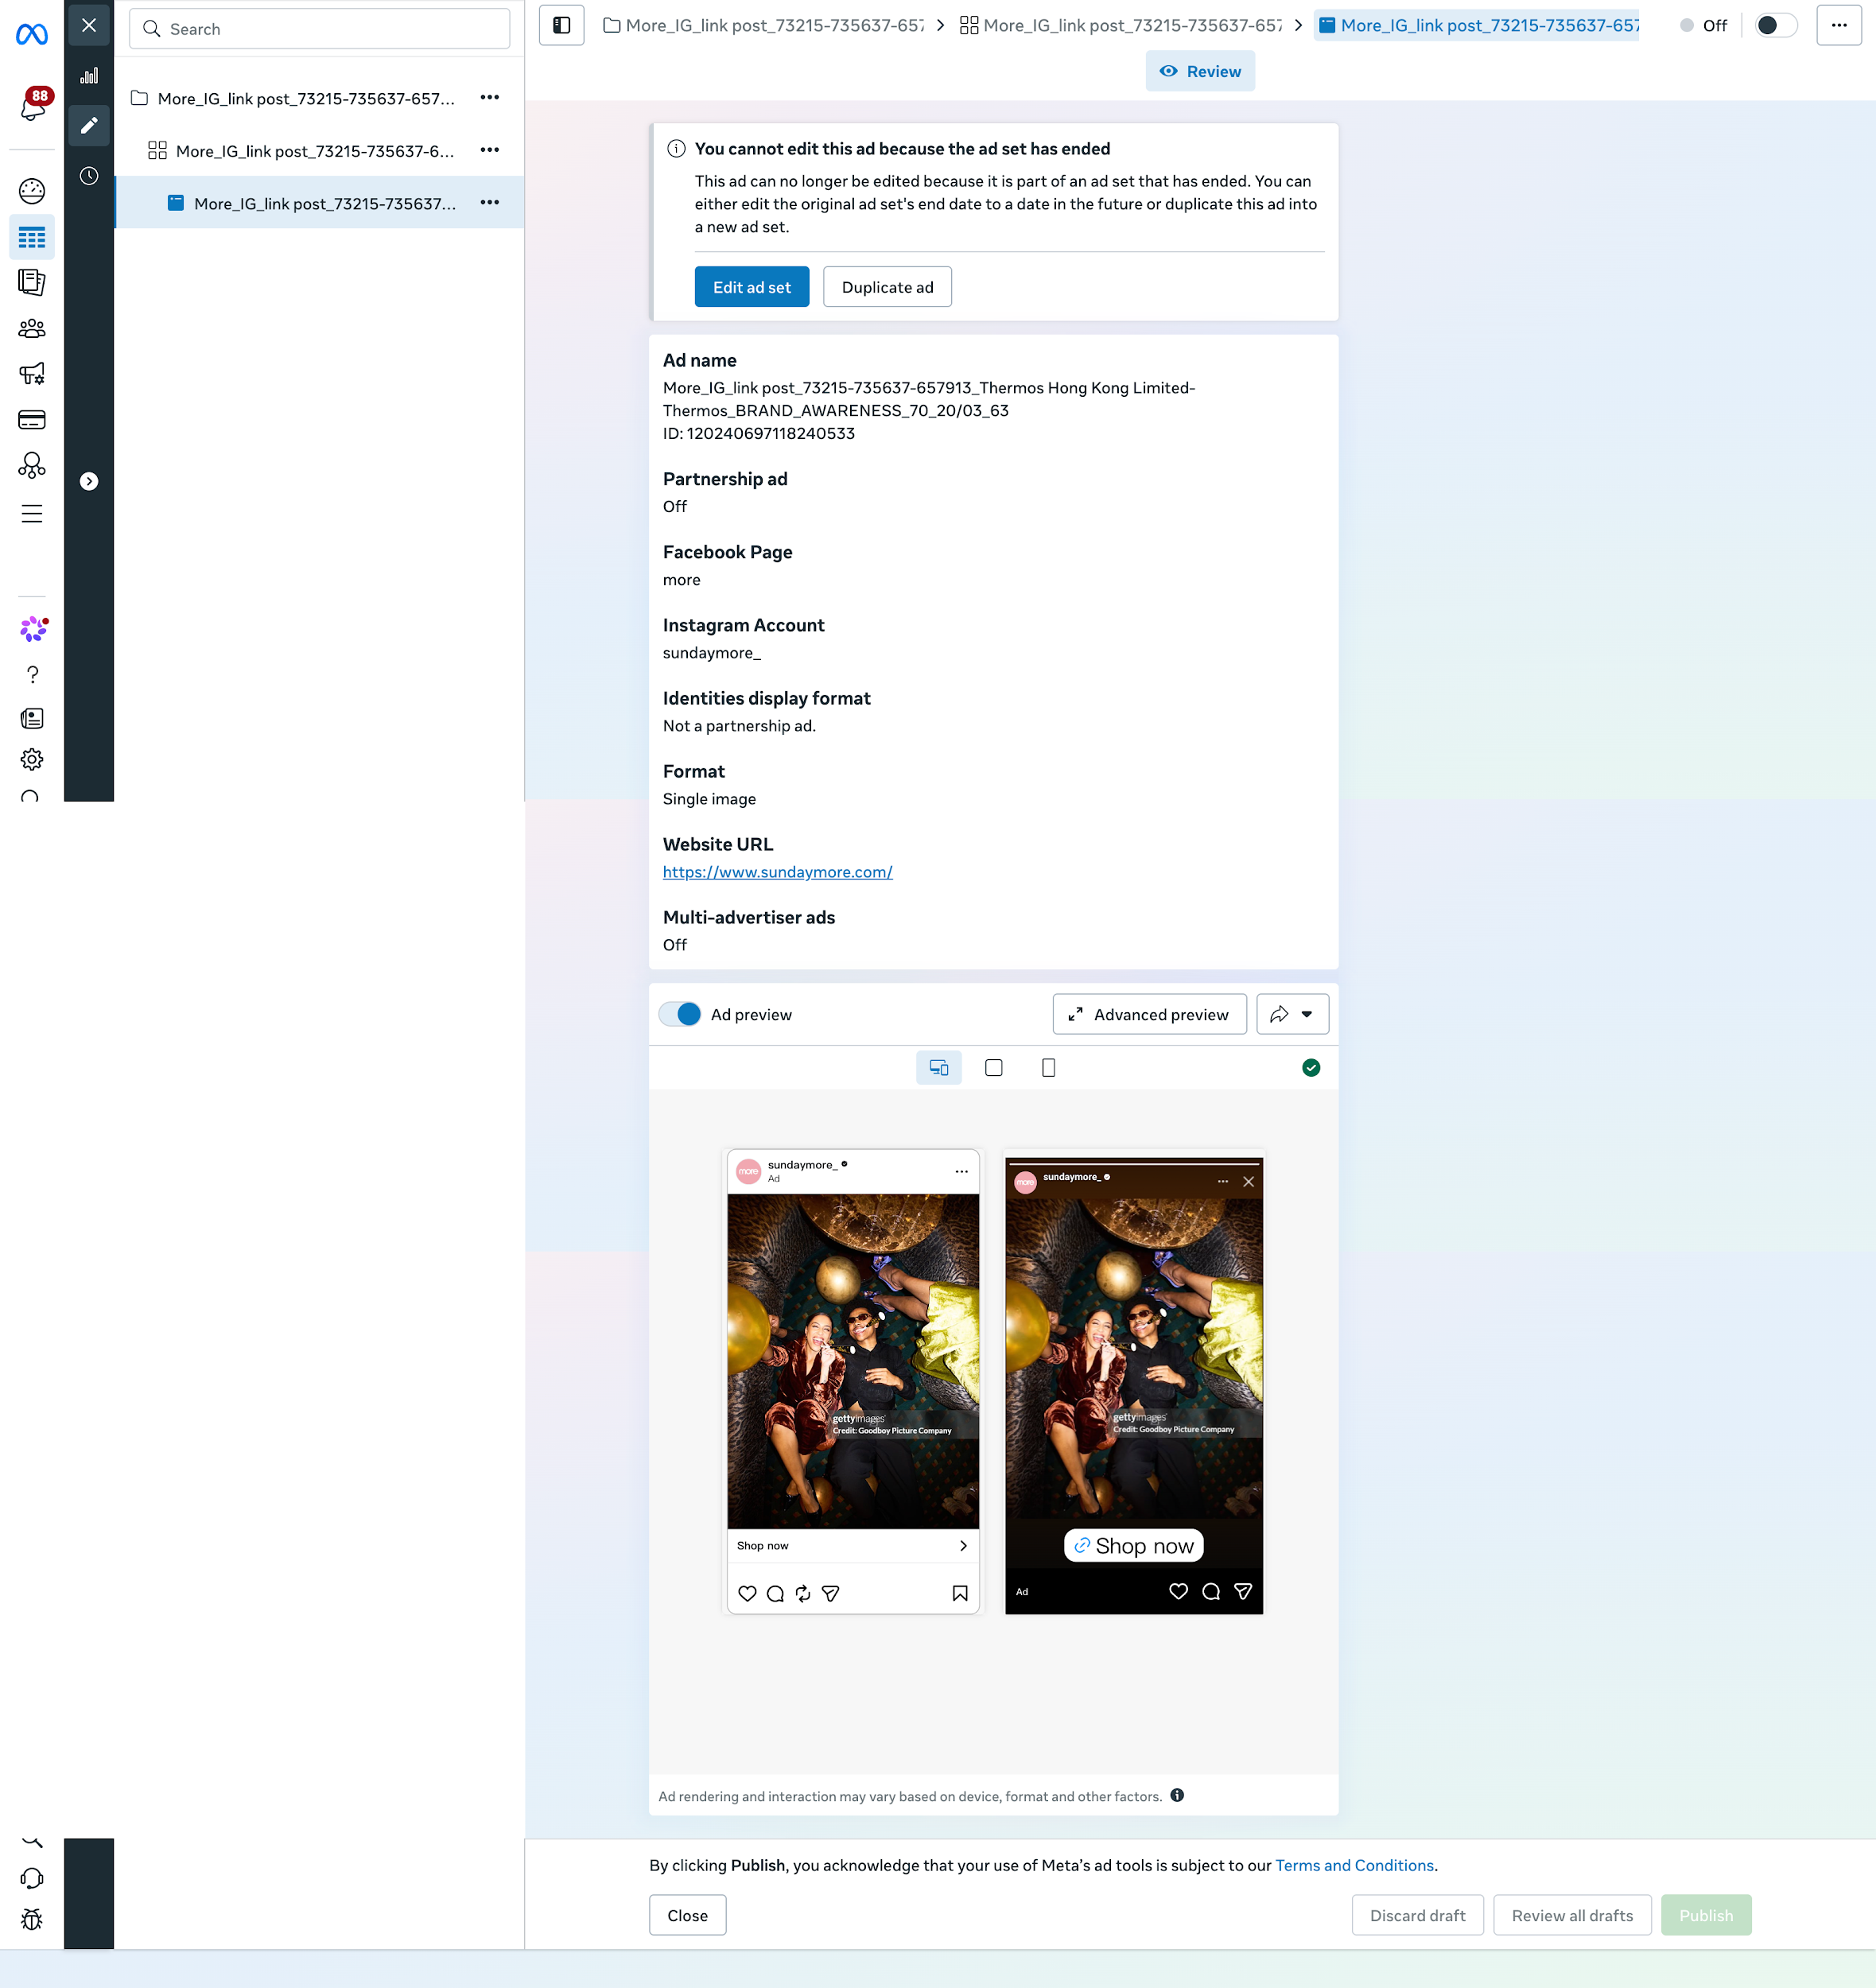 Search
More_IG_link post_73215-735637-657
More_IG_link post_73215-735637-657
More_IG_link post_73215-735637-657
Off
Review
88
More_IG_link post_73215-735637-657...
More_IG_link post_73215-735637-6...
More_IG_link post_73215-735637...
You cannot edit this ad because the ad set has ended
This ad can no longer be edited because it is part of an ad set that has ended. You can
either edit the original ad set's end date to a date in the future or duplicate this ad into
a new ad set.
Edit ad set
Duplicate ad
Ad name
More_IG_link post_73215-735637-657913_Thermos Hong Kong Limited-
Thermos_BRAND_AWARENESS_70_20/03_63
ID: 120240697118240533
Partnership ad
Off
Facebook Page
more
Instagram Account
sundaymore_
Identities display format
Not a partnership ad.
Format
Single image
Website URL
https://www.sundaymore.com/
Multi-advertiser ads
Off
Ad preview
Advanced preview
more
sundaymore_
Ad
gettyimages
Credit: Goodboy Picture Company
Shop now
more
sundaymore_
gettyimages
Credit: Goodboy Picture Company
Shop now
Ad
Ad rendering and interaction may vary based on device, format and other factors.
By clicking Publish, you acknowledge that your use of Meta’s ad tools is subject to our Terms and Conditions.
Close
Discard draft
Review all drafts
Publish